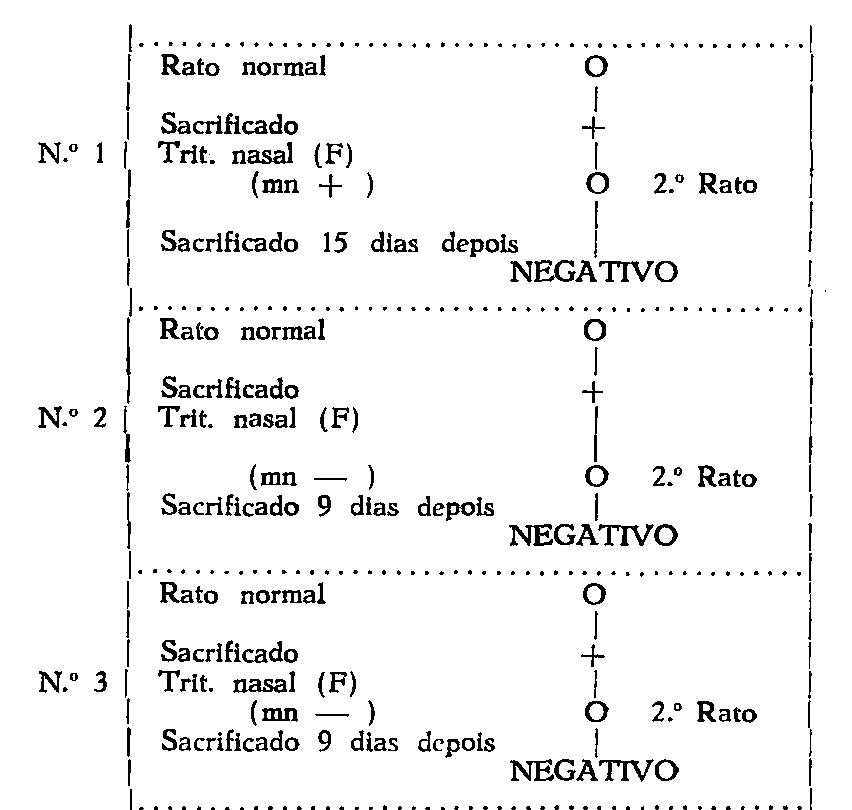 Rato normal O
Sacrificado +
N.º 1 Trit. nasal (F)
(mn + ) O 2.º Rato
Sacrificado 15 dias depois
NEGATIVO
Rato normal O
Sacrificado +
N.º 2 Trit. nasal (F)
(mn — ) O 2.º Rato
Sacrificado 9 dias depois
NEGATIVO
Rato normal O
Sacrificado +
N.º 3 Trit. nasal (F)
(mn — ) O 2.º Rato
Sacrificado 9 dias depois
NEGATIVO